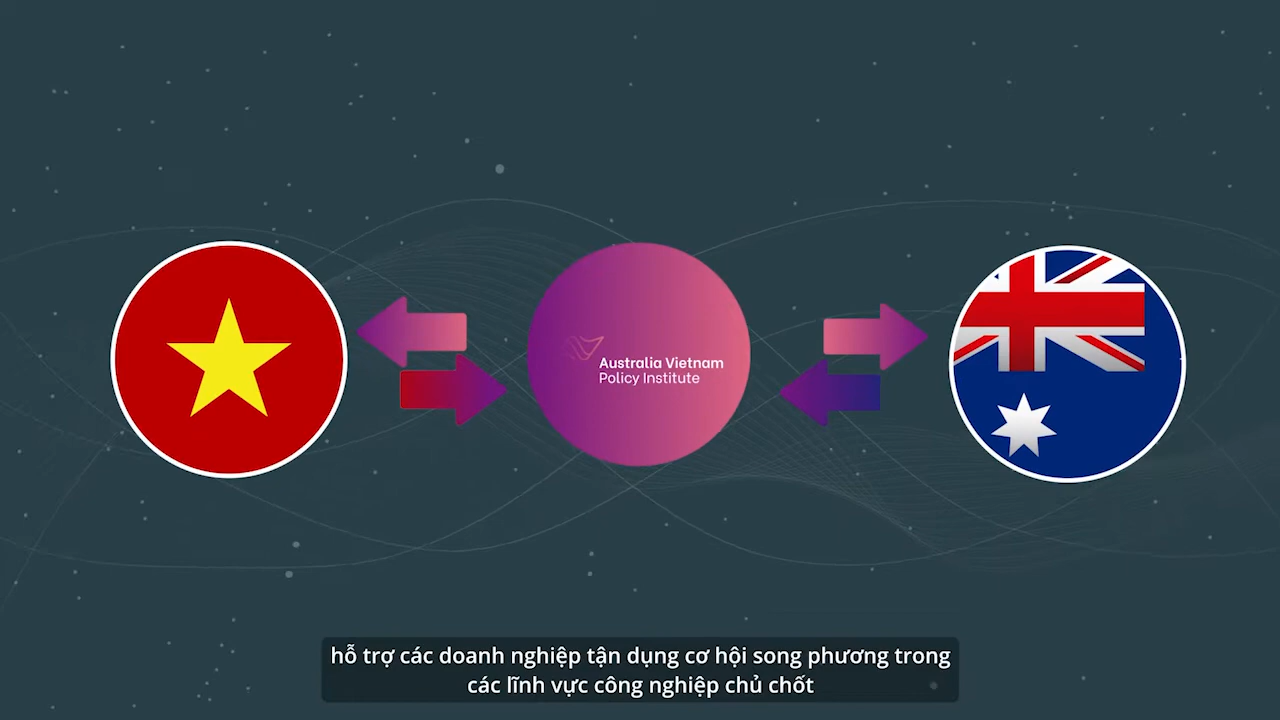 Australia Vietnam
Policy Institute
hỗ trợ các doanh nghiệp tận dụng cơ hội song phương trong
các lĩnh vực công nghiệp chủ chốt